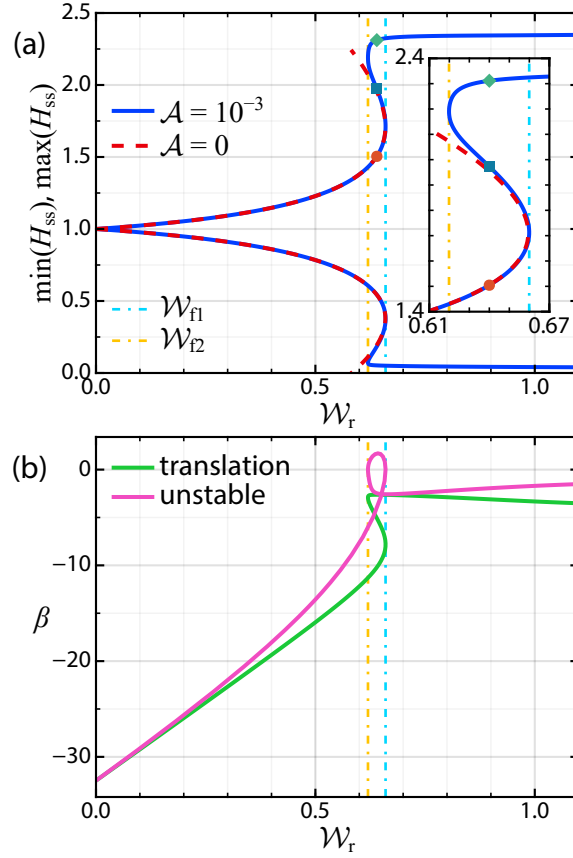 (a)
min(H_ss), max(H_ss)
2.5
2.0
1.5
1.0
0.5
0.0
𝒜 = 10⁻³
𝒜 = 0
𝒲_f1
𝒲_f2
2.4
1.4
0.61
0.67
0.0
0.5
1.0
𝒲_r
(b)
translation
unstable
β
0
−10
−20
−30
0.0
0.5
1.0
𝒲_r